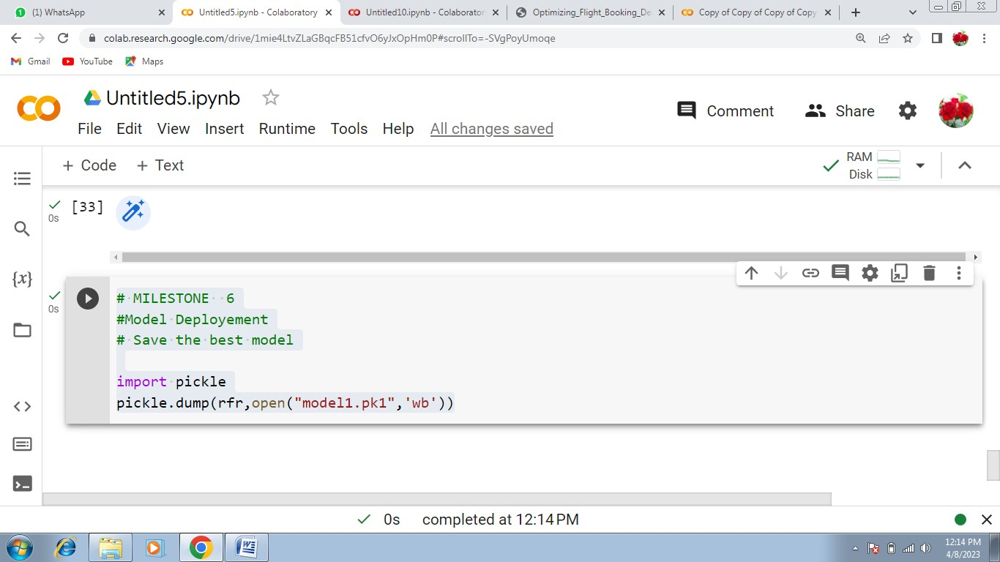 (1) WhatsApp
Untitled5.ipynb - Colaboratory
Untitled10.ipynb - Colaborator
Optimizing_Flight_Booking_De
Copy of Copy of Copy of Copy
colab.research.google.com/drive/1mie4LtvZLaGBqcFB51cfvO6yJxOpHm0P#scrollTo=-SVgPoyUmoqe
Gmail YouTube Maps
Untitled5.ipynb
Comment Share
File Edit View Insert Runtime Tools Help All changes saved
+ Code + Text
RAM
Disk
[33]
0s
{x}
0s
# MILESTONE  6
#Model Deployement
# Save the best model
import pickle
pickle.dump(rfr,open("model1.pk1",'wb'))
0s completed at 12:14 PM
12:14 PM
4/8/2023